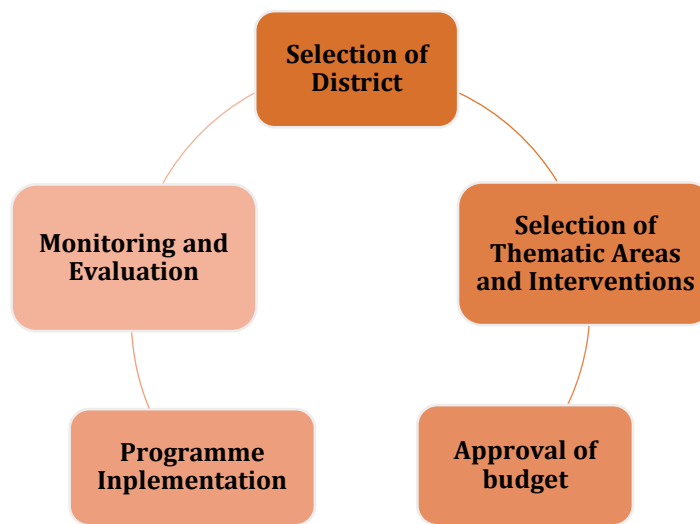 Selection of
District
Selection of
Thematic Areas
and Interventions
Approval of
budget
Programme
Inplementation
Monitoring and
Evaluation